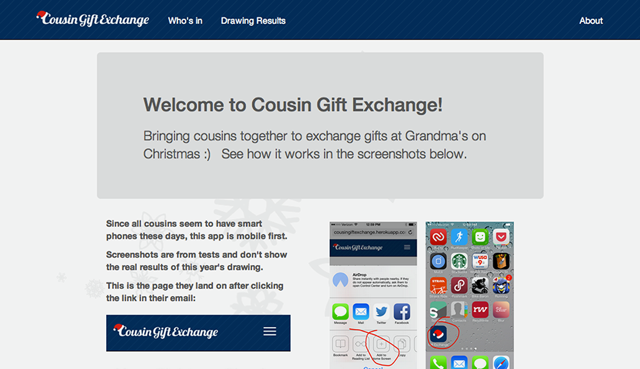 Cousin Gift Exchange Who's in Drawing Results About
Welcome to Cousin Gift Exchange!
Bringing cousins together to exchange gifts at Grandma's on
Christmas :) See how it works in the screenshots below.
Since all cousins seem to have smart
phones these days, this app is mobile first.
Screenshots are from tests and don't show
the real results of this year's drawing.
This is the page they land on after clicking
the link in their email:
Cousin Gift Exchange
cousingiftexchange.herokuapp.co
Cousin Gift Exchange
AirDrop
Message Mail Twitter Facebook
Bookmark Add to Add to Copy
Reading List Home Screen
Cancel